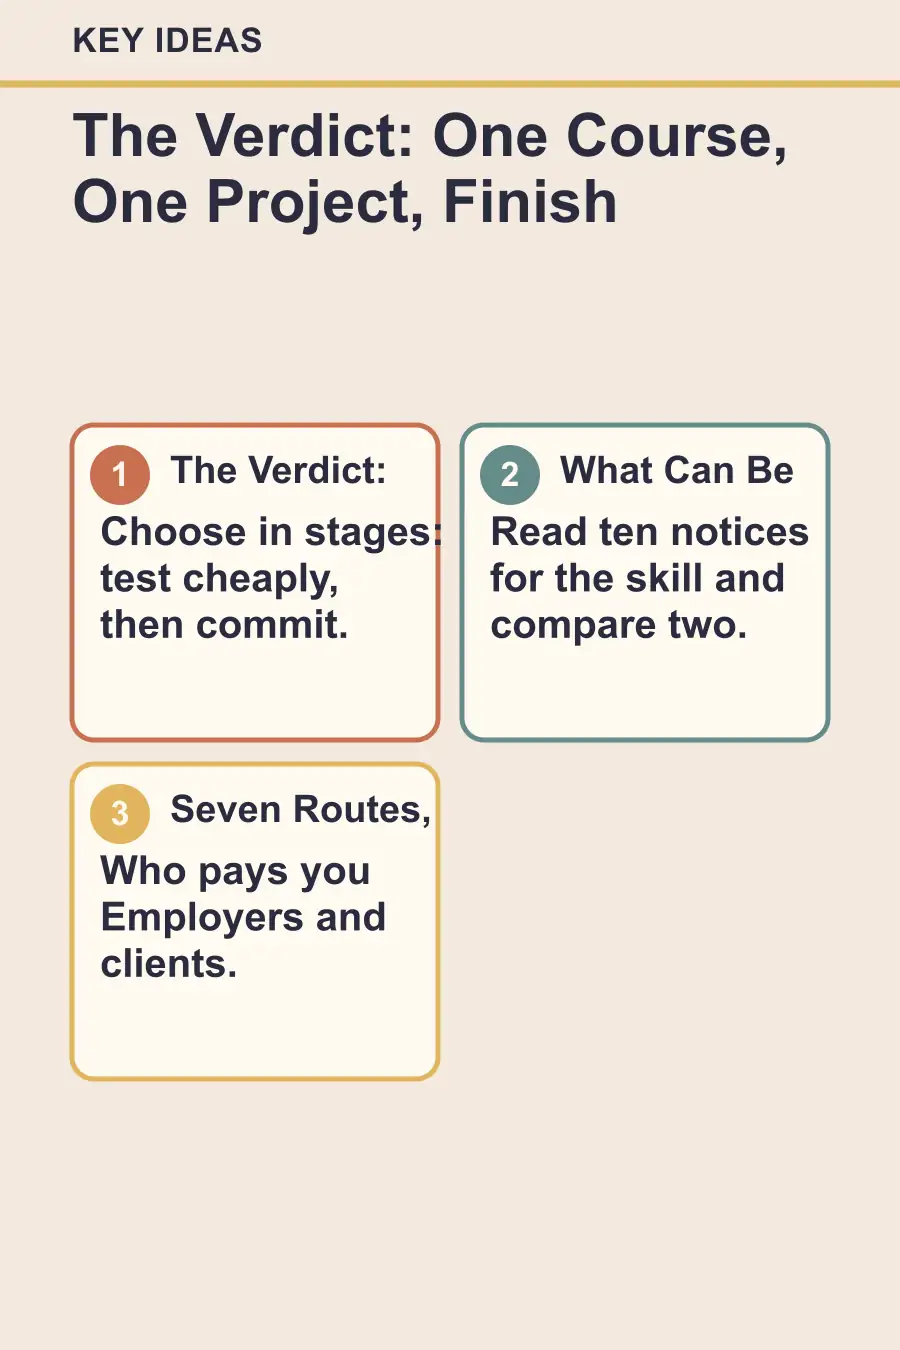 KEY IDEAS
The Verdict: One Course,
One Project, Finish
1 The Verdict:
Choose in stages:
test cheaply,
then commit.
2 What Can Be
Read ten notices
for the skill and
compare two.
3 Seven Routes,
Who pays you
Employers and
clients.